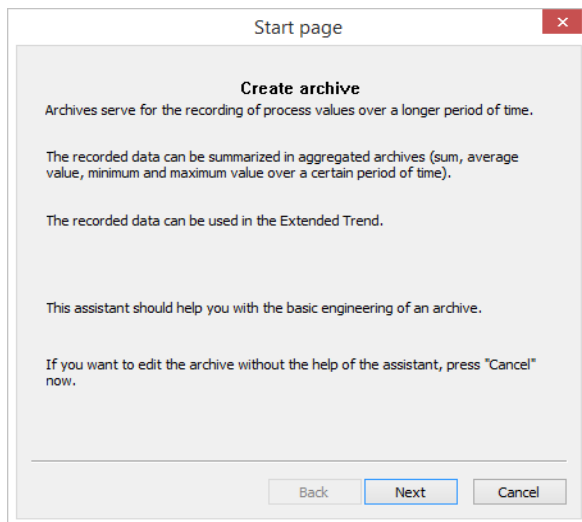 Start page
Create archive
Archives serve for the recording of process values over a longer period of time.
The recorded data can be summarized in aggregated archives (sum, average
value, minimum and maximum value over a certain period of time).
The recorded data can be used in the Extended Trend.
This assistant should help you with the basic engineering of an archive.
If you want to edit the archive without the help of the assistant, press "Cancel"
now.
Back Next Cancel